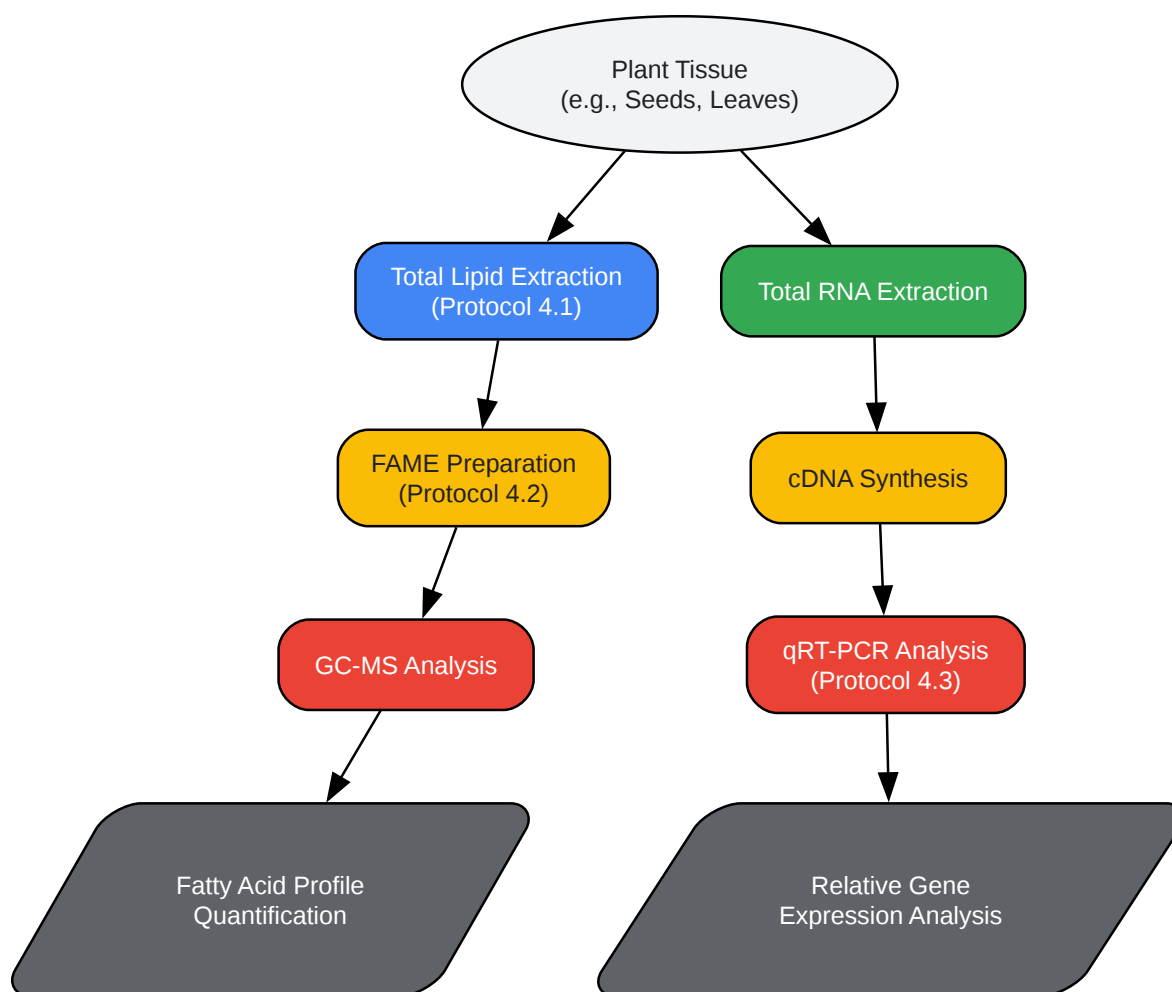 Plant Tissue
(e.g., Seeds, Leaves)
Total Lipid Extraction
(Protocol 4.1)
Total RNA Extraction
FAME Preparation
(Protocol 4.2)
cDNA Synthesis
GC-MS Analysis
qRT-PCR Analysis
(Protocol 4.3)
Fatty Acid Profile
Quantification
Relative Gene
Expression Analysis